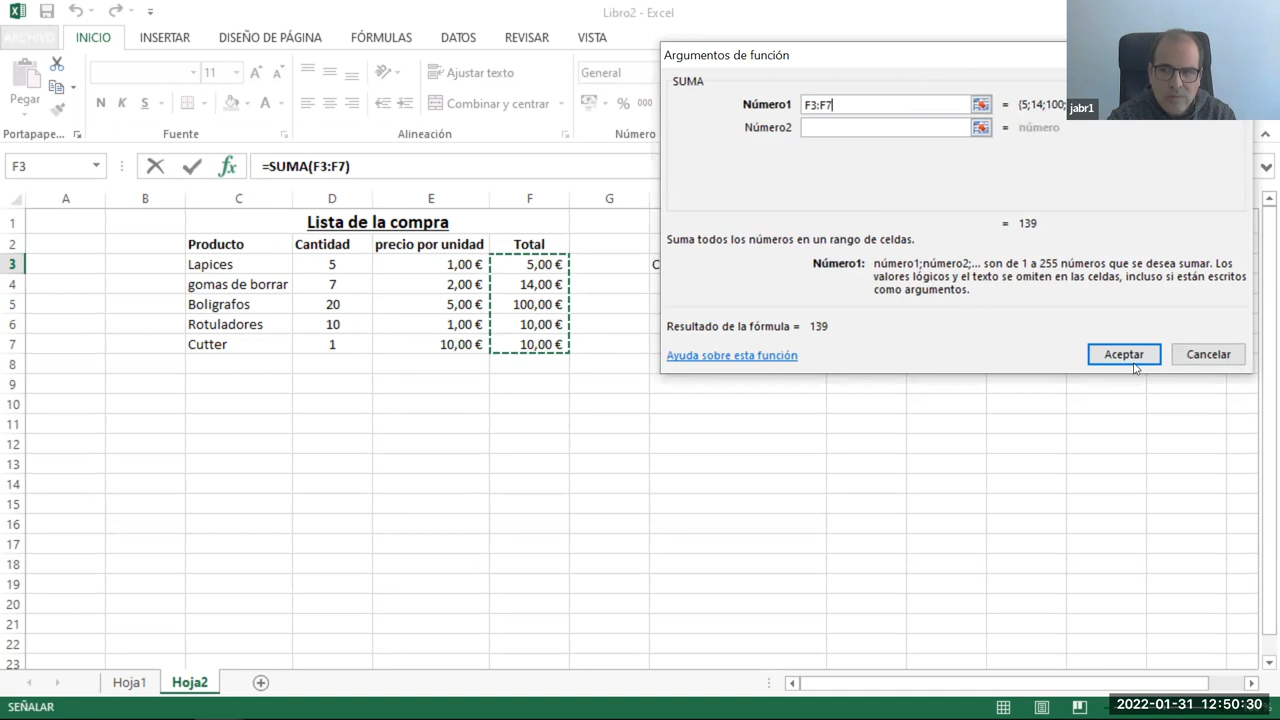 Libro2 - Excel
ARCHIVO INICIO INSERTAR DISEÑO DE PÁGINA FÓRMULAS DATOS REVISAR VISTA
Pegar
11
N K S
A A
Ajustar texto
Combinar y centrar
General
% 000
Portapape... Fuente Alineación Número
F3
fx
=SUMA(F3:F7)
Argumentos de función
SUMA
Número1 F3:F7 = {5;14;100;
Número2 = número
= 139
Suma todos los números en un rango de celdas.
Número1: número1;número2;... son de 1 a 255 números que se desea sumar. Los
valores lógicos y el texto se omiten en las celdas, incluso si están escritos
como argumentos.
Resultado de la fórmula = 139
Ayuda sobre esta función
Aceptar Cancelar
jabr1
A B C D E F G
1 Lista de la compra
2 Producto Cantidad precio por unidad Total
3 Lapices 5 1,00 € 5,00 € C
4 gomas de borrar 7 2,00 € 14,00 €
5 Boligrafos 20 5,00 € 100,00 €
6 Rotuladores 10 1,00 € 10,00 €
7 Cutter 1 10,00 € 10,00 €
8
9
10
11
12
13
14
15
16
17
18
19
20
21
22
23
Hoja1 Hoja2
SEÑALAR
2022-01-31 12:50:30